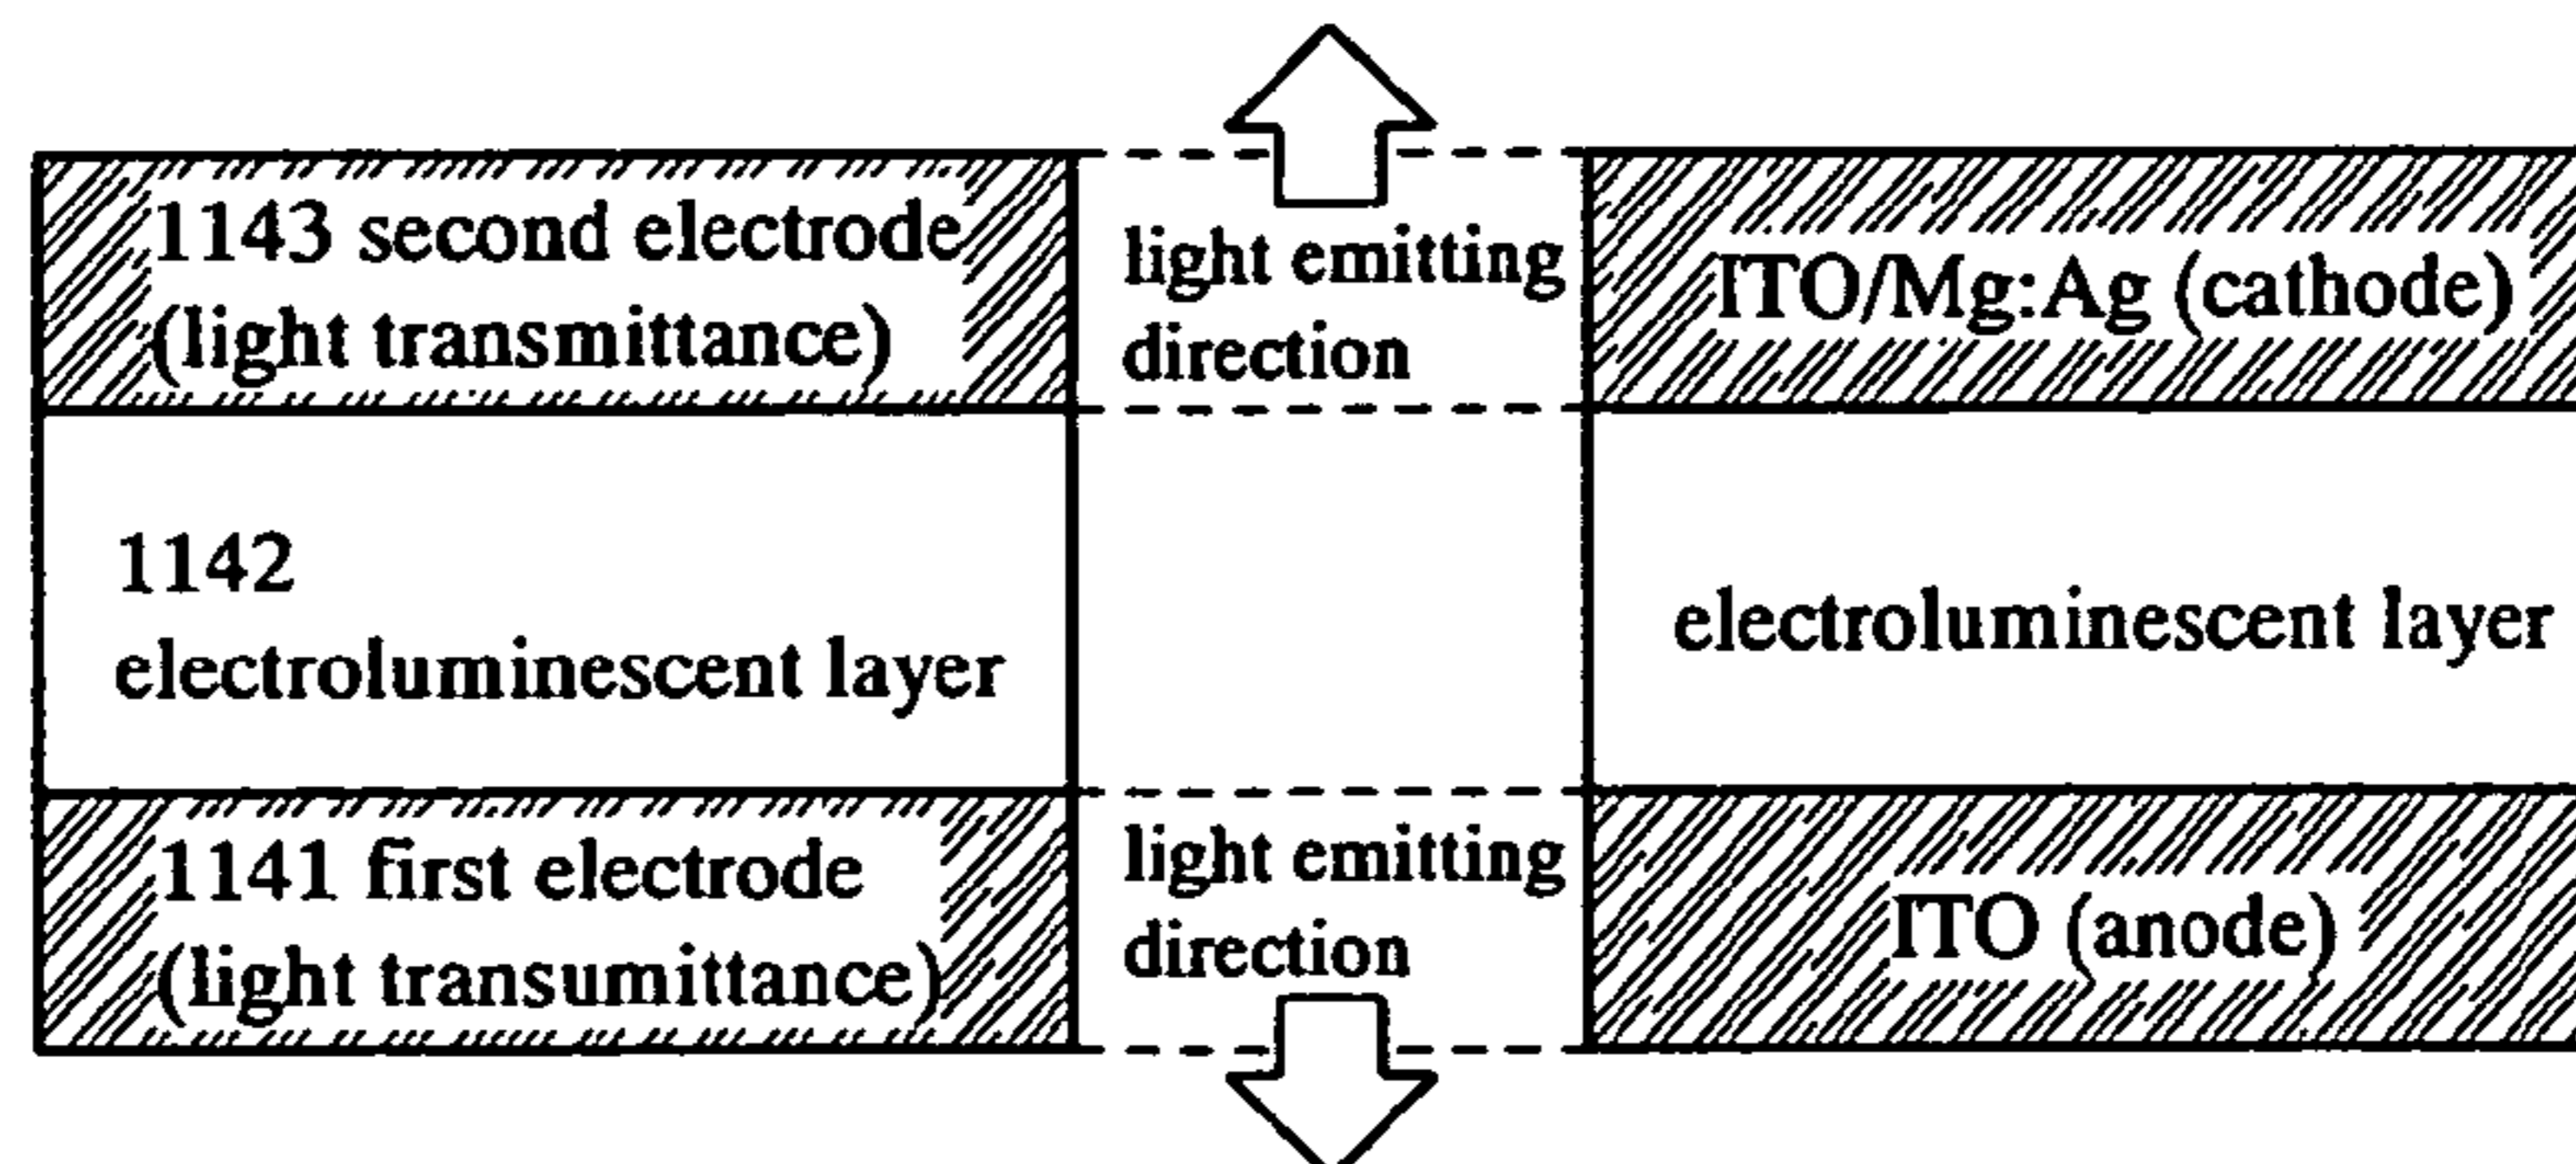 1143 second electrode
(light transmittance)
light emitting
direction
ITO/Mg:Ag (cathode)
1142
electroluminescent layer
electroluminescent layer
1141 first electrode
(light transumittance)
light emitting
direction
ITO (anode)